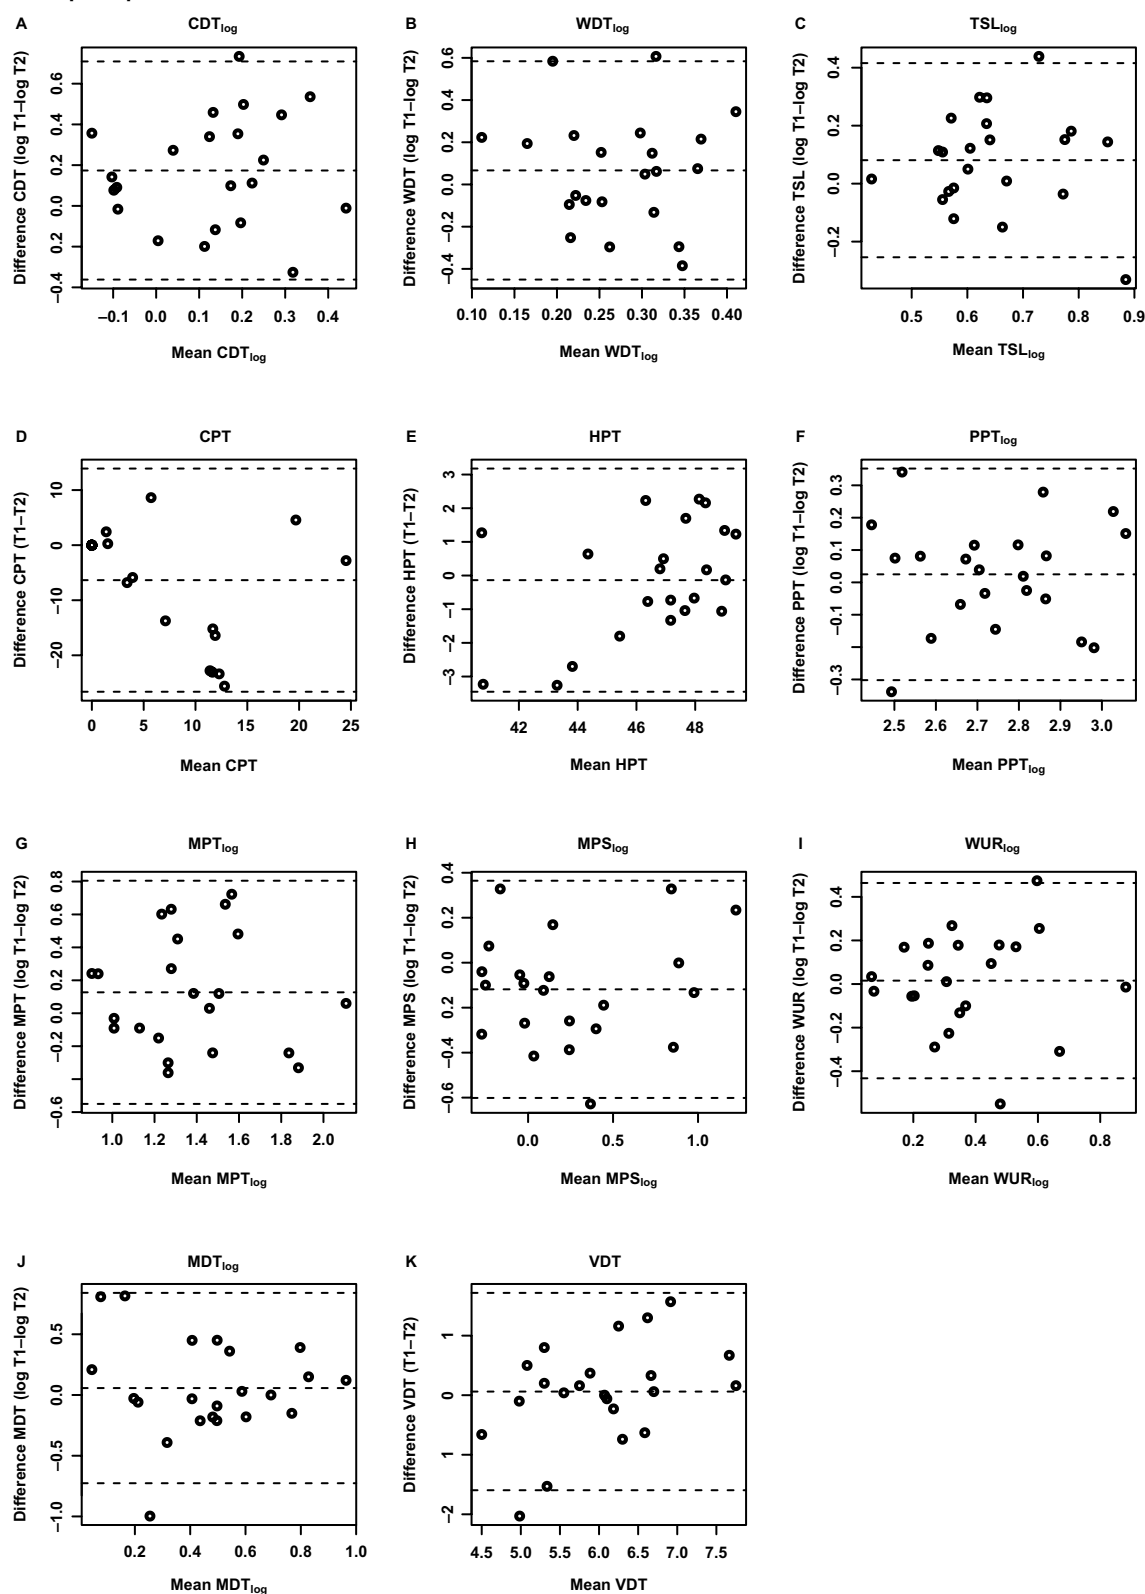 A CDTlog
Difference CDT (log T1–log T2)
0.6
0.4
0.2
0.0
0.2
−0.4
−0.1 0.0 0.1 0.2 0.3 0.4
Mean CDTlog
B WDTlog
Difference WDT (log T1–log T2)
0.6
0.4
0.2
0.0
−0.2
−0.4
0.10 0.15 0.20 0.25 0.30 0.35 0.40
Mean WDTlog
C TSLlog
Difference TSL (log T1–log T2)
0.4
0.2
0.0
−0.2
0.5 0.6 0.7 0.8 0.9
Mean TSLlog
D CPT
Difference CPT (T1–T2)
10
0
−10
−20
0 5 10 15 20 25
Mean CPT
E HPT
Difference HPT (T1–T2)
3
2
1
0
−1
−3
42 44 46 48
Mean HPT
F PPTlog
Difference PPT (log T1–log T2)
0.3
0.1
0.0
−0.1
−0.3
2.5 2.6 2.7 2.8 2.9 3.0
Mean PPTlog
G MPTlog
Difference MPT (log T1–log T2)
0.8
0.4
0.2
0.0
−0.2
−0.6
1.0 1.2 1.4 1.6 1.8 2.0
Mean MPTlog
H MPSlog
Difference MPS (log T1–log T2)
0.4
0.2
0.0
0.2
−0.4
−0.6
0.0 0.5 1.0
Mean MPSlog
I WURlog
Difference WUR (log T1–log T2)
0.4
0.2
0.0
−0.2
−0.4
0.2 0.4 0.6 0.8
Mean WURlog
J MDTlog
Difference MDT (log T1–log T2)
0.5
0.0
−0.5
−1.0
0.2 0.4 0.6 0.8 1.0
Mean MDTlog
K VDT
Difference VDT (T1–T2)
1
0
1
−2
4.5 5.0 5.5 6.0 6.5 7.0 7.5
Mean VDT